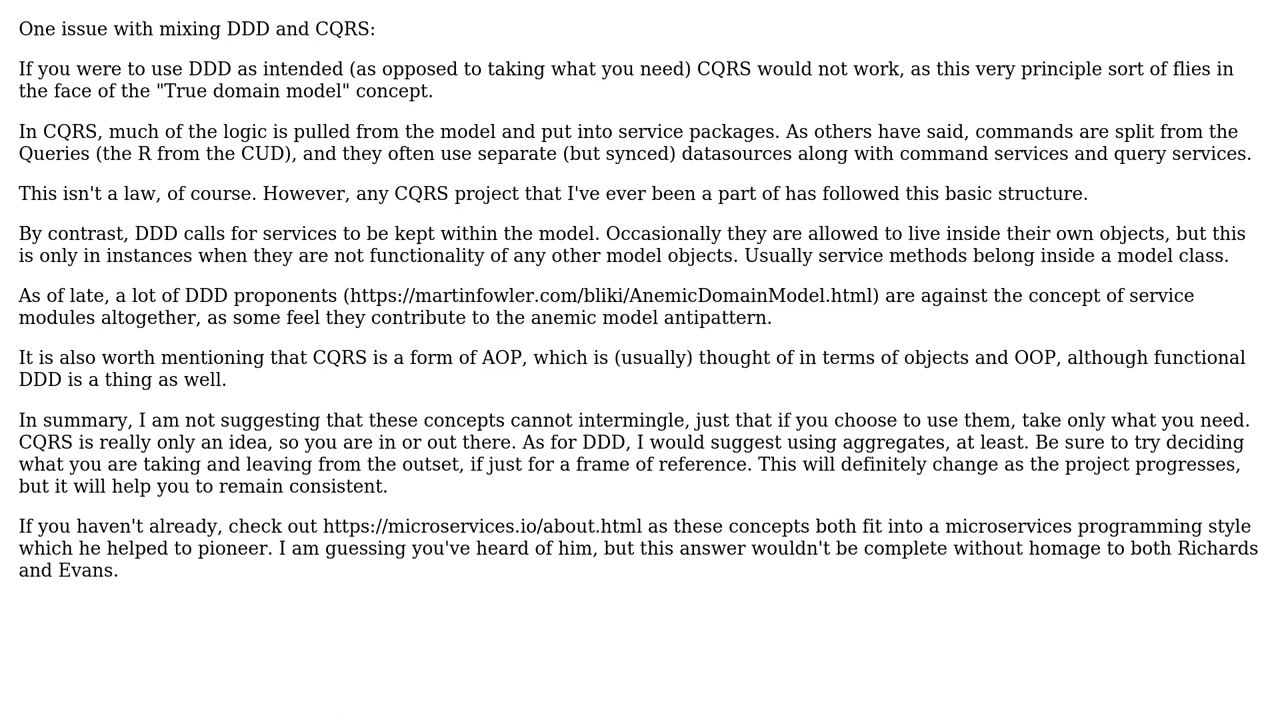 One issue with mixing DDD and CQRS:
If you were to use DDD as intended (as opposed to taking what you need) CQRS would not work, as this very principle sort of flies in
the face of the "True domain model" concept.
In CQRS, much of the logic is pulled from the model and put into service packages. As others have said, commands are split from the
Queries (the R from the CUD), and they often use separate (but synced) datasources along with command services and query services.
This isn't a law, of course. However, any CQRS project that I've ever been a part of has followed this basic structure.
By contrast, DDD calls for services to be kept within the model. Occasionally they are allowed to live inside their own objects, but this
is only in instances when they are not functionality of any other model objects. Usually service methods belong inside a model class.
As of late, a lot of DDD proponents (https://martinfowler.com/bliki/AnemicDomainModel.html) are against the concept of service
modules altogether, as some feel they contribute to the anemic model antipattern.
It is also worth mentioning that CQRS is a form of AOP, which is (usually) thought of in terms of objects and OOP, although functional
DDD is a thing as well.
In summary, I am not suggesting that these concepts cannot intermingle, just that if you choose to use them, take only what you need.
CQRS is really only an idea, so you are in or out there. As for DDD, I would suggest using aggregates, at least. Be sure to try deciding
what you are taking and leaving from the outset, if just for a frame of reference. This will definitely change as the project progresses,
but it will help you to remain consistent.
If you haven't already, check out https://microservices.io/about.html as these concepts both fit into a microservices programming style
which he helped to pioneer. I am guessing you've heard of him, but this answer wouldn't be complete without homage to both Richards
and Evans.